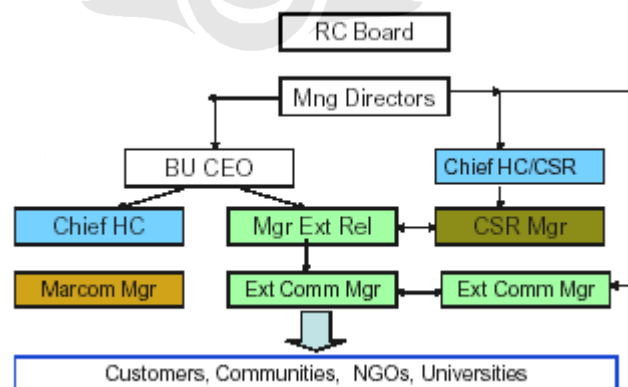 RC Board
Mng Directors
BU CEO
Chief HC/CSR
Chief HC
Mgr Ext Rel
CSR Mgr
Marcom Mgr
Ext Comm Mgr
Ext Comm Mgr
Customers, Communities, NGOs, Universities